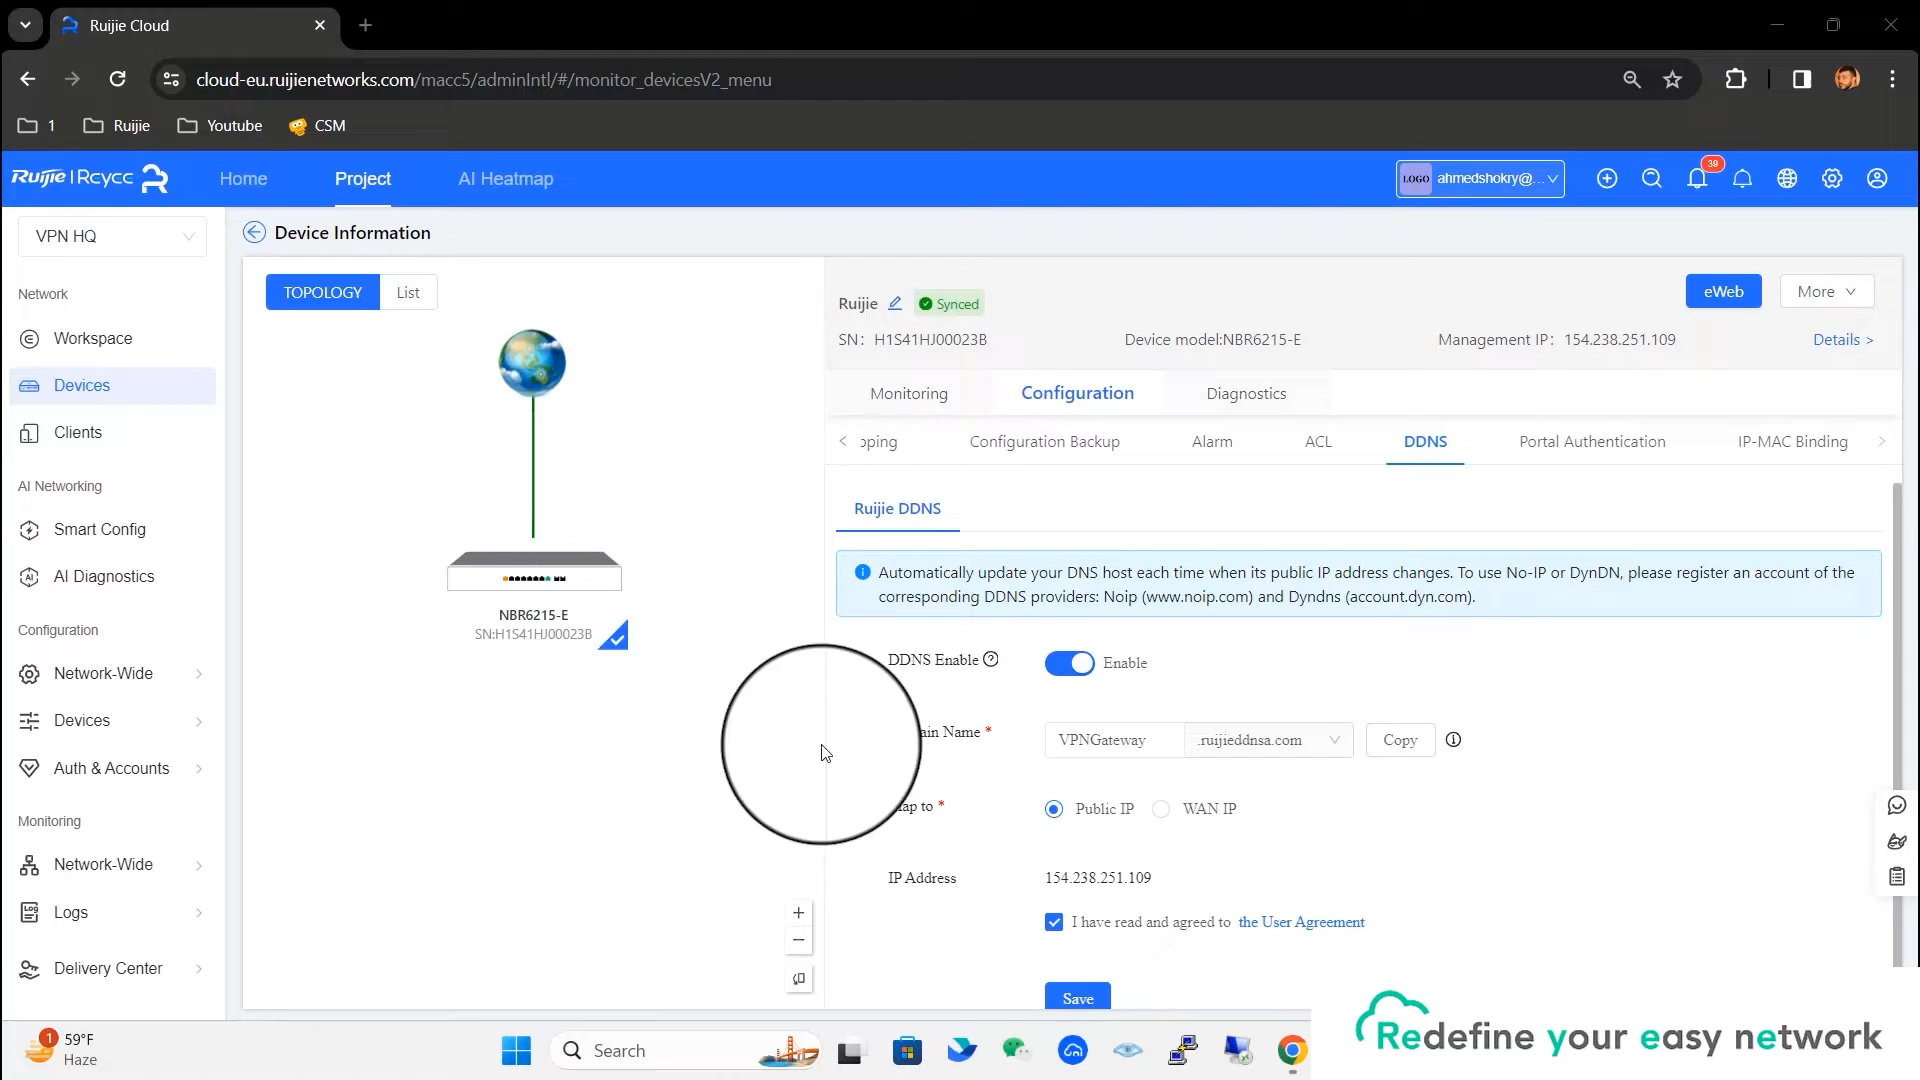 Ruijie Cloud
cloud-eu.ruijienetworks.com/macc5/adminIntl/#/monitor_devicesV2_menu
1
Ruijie
Youtube
CSM
Ruijie | Rcycc
Home
Project
AI Heatmap
LOGO
ahmedshokry@...
39
VPN HQ
Device Information
Network
Workspace
Devices
Clients
AI Networking
Smart Config
AI Diagnostics
Configuration
Network-Wide
Devices
Auth & Accounts
Monitoring
Network-Wide
Logs
Delivery Center
TOPOLOGY
List
NBR6215-E
SN:H1S41HJ00023B
Ruijie
Synced
eWeb
More
SN: H1S41HJ00023B
Device model:NBR6215-E
Management IP: 154.238.251.109
Details >
Monitoring
Configuration
Diagnostics
Configuration Backup
Alarm
ACL
DDNS
Portal Authentication
IP-MAC Binding
Ruijie DDNS
Automatically update your DNS host each time when its public IP address changes. To use No-IP or DynDN, please register an account of the
corresponding DDNS providers: Noip (www.noip.com) and Dyndns (account.dyn.com).
DDNS Enable
Enable
Name *
VPNGateway
.ruijieddnsa.com
Copy
to *
Public IP
WAN IP
IP Address
154.238.251.109
I have read and agreed to the User Agreement
Save
1
59°F
Haze
Search
Redefine your easy network